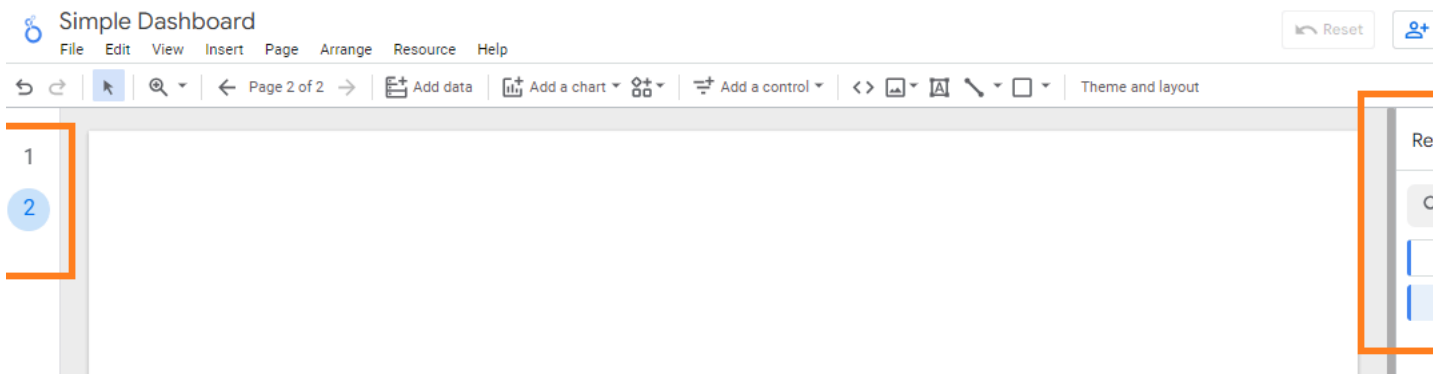 Simple Dashboard
File Edit View Insert Page Arrange Resource Help
Reset
Page 2 of 2 Add data Add a chart Add a control Theme and layout
1
2
Re